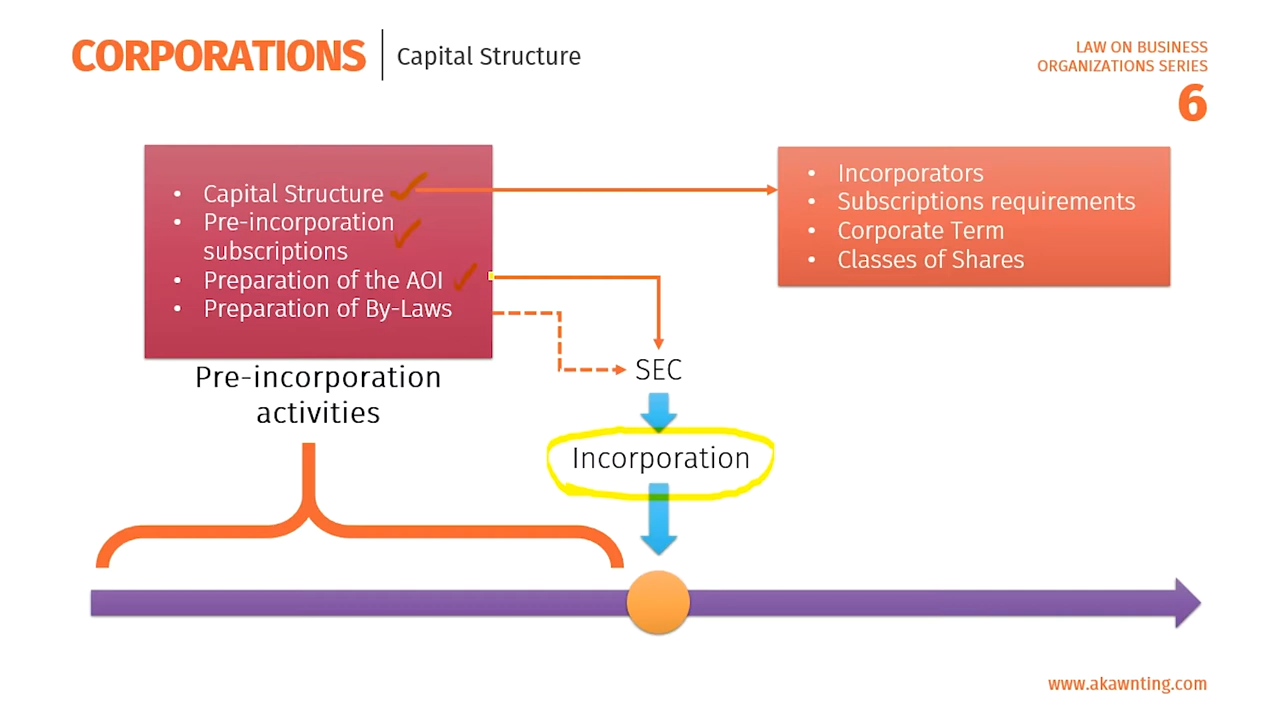 CORPORATIONS
Capital Structure
LAW ON BUSINESS
ORGANIZATIONS SERIES
6
• Capital Structure
• Pre-incorporation
subscriptions
• Preparation of the AOI
• Preparation of By-Laws
• Incorporators
• Subscriptions requirements
• Corporate Term
• Classes of Shares
Pre-incorporation
activities
SEC
Incorporation
www.akawnting.com